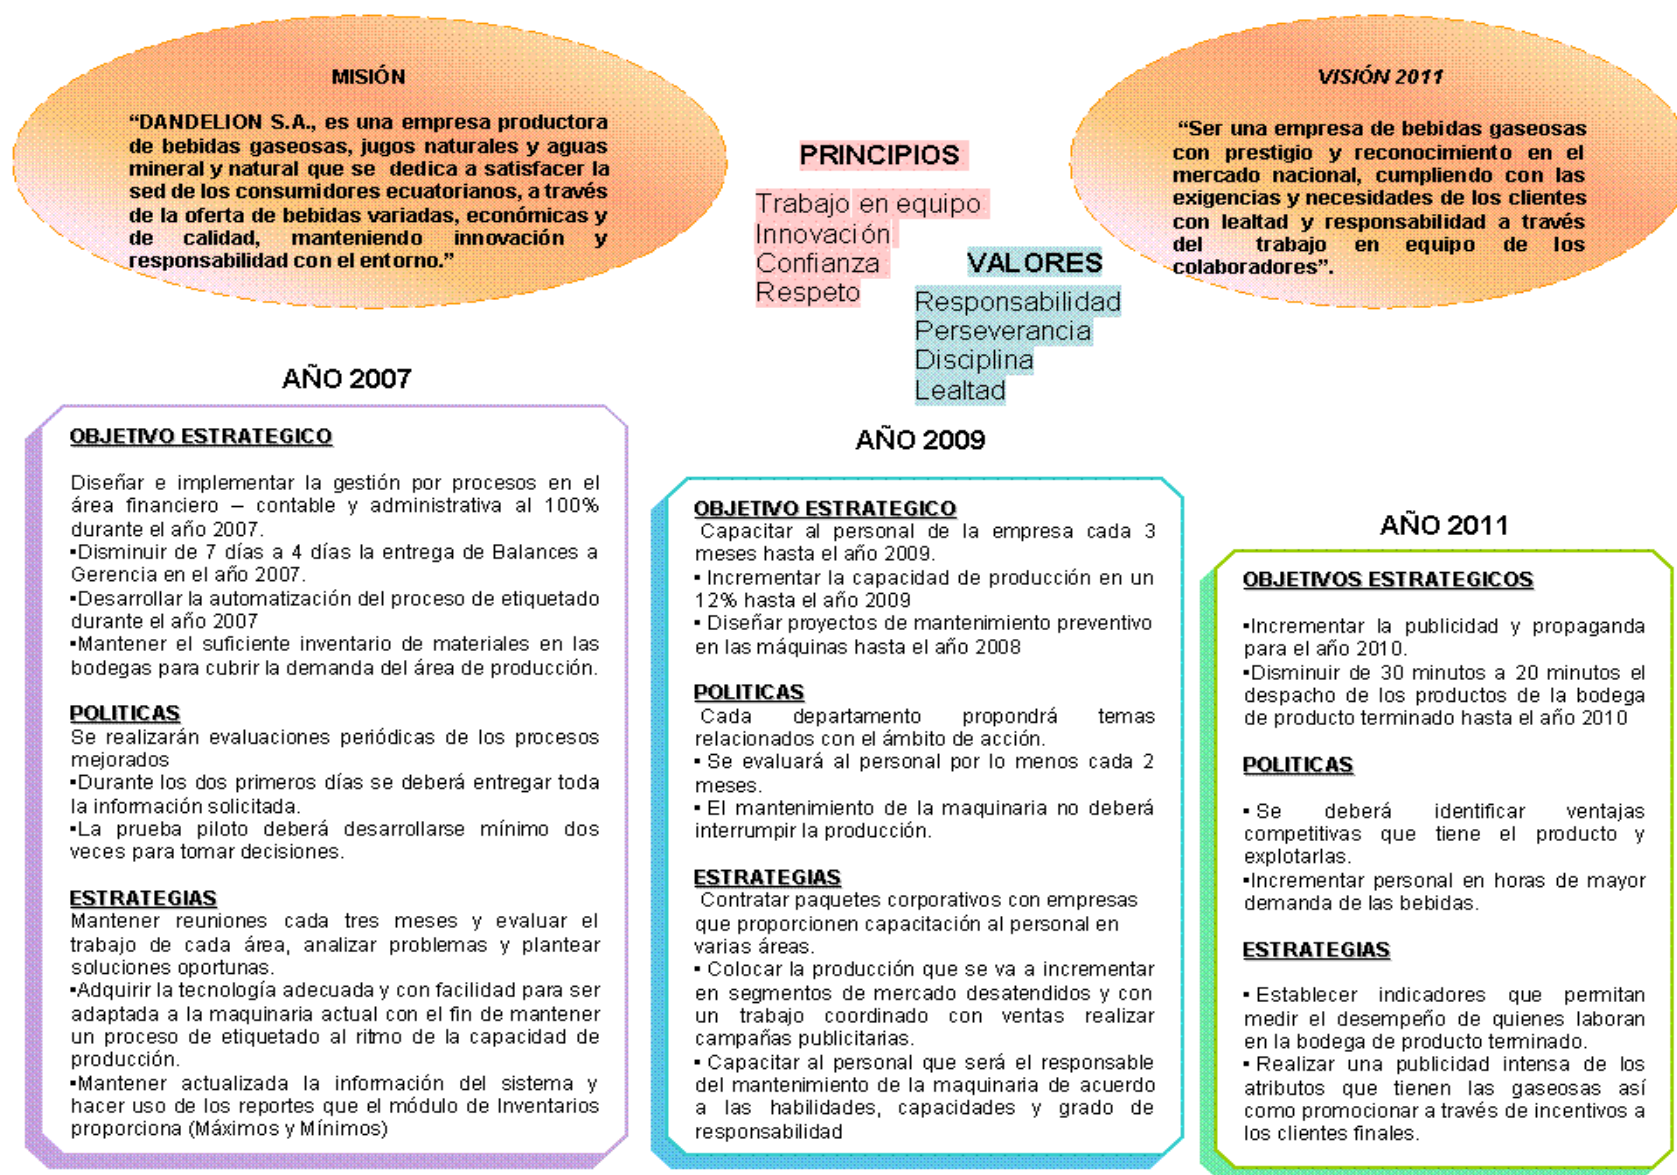 MISIÓN
“DANDELION S.A., es una empresa productora
de bebidas gaseosas, jugos naturales y aguas
mineral y natural que se dedica a satisfacer la
sed de los consumidores ecuatorianos, a través
de la oferta de bebidas variadas, económicas y
de calidad, manteniendo innovación y
responsabilidad con el entorno.”
PRINCIPIOS
Trabajo en equipo
Innovación
Confianza
Respeto
VALORES
Responsabilidad
Perseverancia
Disciplina
Lealtad
VISIÓN 2011
“Ser una empresa de bebidas gaseosas
con prestigio y reconocimiento en el
mercado nacional, cumpliendo con las
exigencias y necesidades de los clientes
con lealtad y responsabilidad a través
del trabajo en equipo de los
colaboradores”.
AÑO 2007
OBJETIVO ESTRATEGICO
Diseñar e implementar la gestión por procesos en el
área financiero – contable y administrativa al 100%
durante el año 2007.
▪Disminuir de 7 días a 4 días la entrega de Balances a
Gerencia en el año 2007.
▪Desarrollar la automatización del proceso de etiquetado
durante el año 2007
▪Mantener el suficiente inventario de materiales en las
bodegas para cubrir la demanda del área de producción.
POLITICAS
Se realizarán evaluaciones periódicas de los procesos
mejorados
▪Durante los dos primeros días se deberá entregar toda
la información solicitada.
▪La prueba piloto deberá desarrollarse mínimo dos
veces para tomar decisiones.
ESTRATEGIAS
Mantener reuniones cada tres meses y evaluar el
trabajo de cada área, analizar problemas y plantear
soluciones oportunas.
▪Adquirir la tecnología adecuada y con facilidad para ser
adaptada a la maquinaria actual con el fin de mantener
un proceso de etiquetado al ritmo de la capacidad de
producción.
▪Mantener actualizada la información del sistema y
hacer uso de los reportes que el módulo de Inventarios
proporciona (Máximos y Mínimos)
AÑO 2009
OBJETIVO ESTRATEGICO
Capacitar al personal de la empresa cada 3
meses hasta el año 2009.
▪ Incrementar la capacidad de producción en un
12% hasta el año 2009
▪ Diseñar proyectos de mantenimiento preventivo
en las máquinas hasta el año 2008
POLITICAS
Cada departamento propondrá temas
relacionados con el ámbito de acción.
▪ Se evaluará al personal por lo menos cada 2
meses.
▪ El mantenimiento de la maquinaria no deberá
interrumpir la producción.
ESTRATEGIAS
Contratar paquetes corporativos con empresas
que proporcionen capacitación al personal en
varias áreas.
▪ Colocar la producción que se va a incrementar
en segmentos de mercado desatendidos y con
un trabajo coordinado con ventas realizar
campañas publicitarias.
▪ Capacitar al personal que será el responsable
del mantenimiento de la maquinaria de acuerdo
a las habilidades, capacidades y grado de
responsabilidad
AÑO 2011
OBJETIVOS ESTRATEGICOS
▪Incrementar la publicidad y propaganda
para el año 2010.
▪Disminuir de 30 minutos a 20 minutos el
despacho de los productos de la bodega
de producto terminado hasta el año 2010
POLITICAS
▪ Se deberá identificar ventajas
competitivas que tiene el producto y
explotarlas.
▪Incrementar personal en horas de mayor
demanda de las bebidas.
ESTRATEGIAS
▪ Establecer indicadores que permitan
medir el desempeño de quienes laboran
en la bodega de producto terminado.
▪ Realizar una publicidad intensa de los
atributos que tienen las gaseosas así
como promocionar a través de incentivos a
los clientes finales.